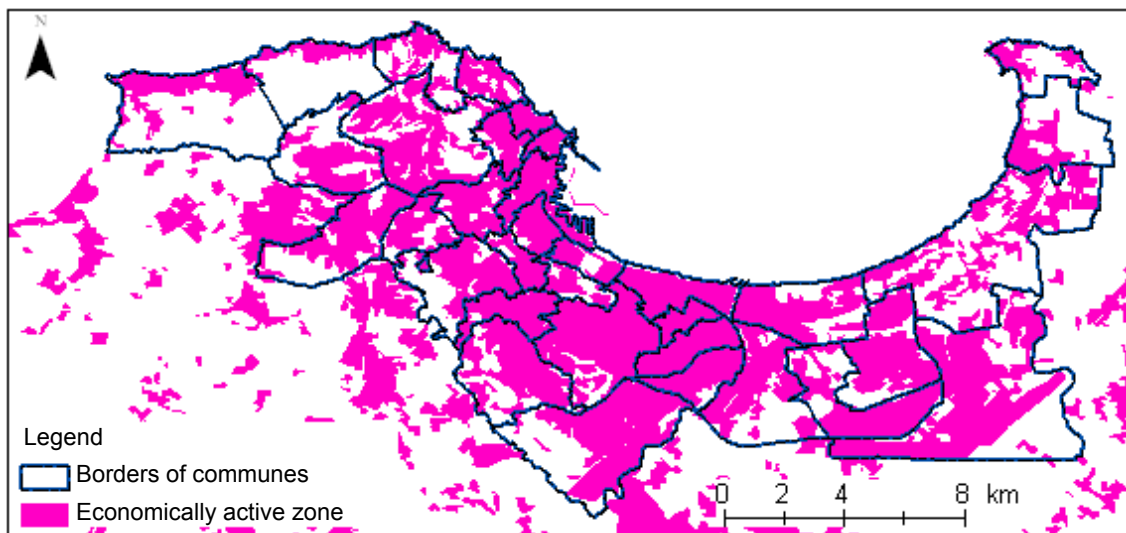 N
Legend
Borders of communes
Economically active zone
0 2 4 8 km